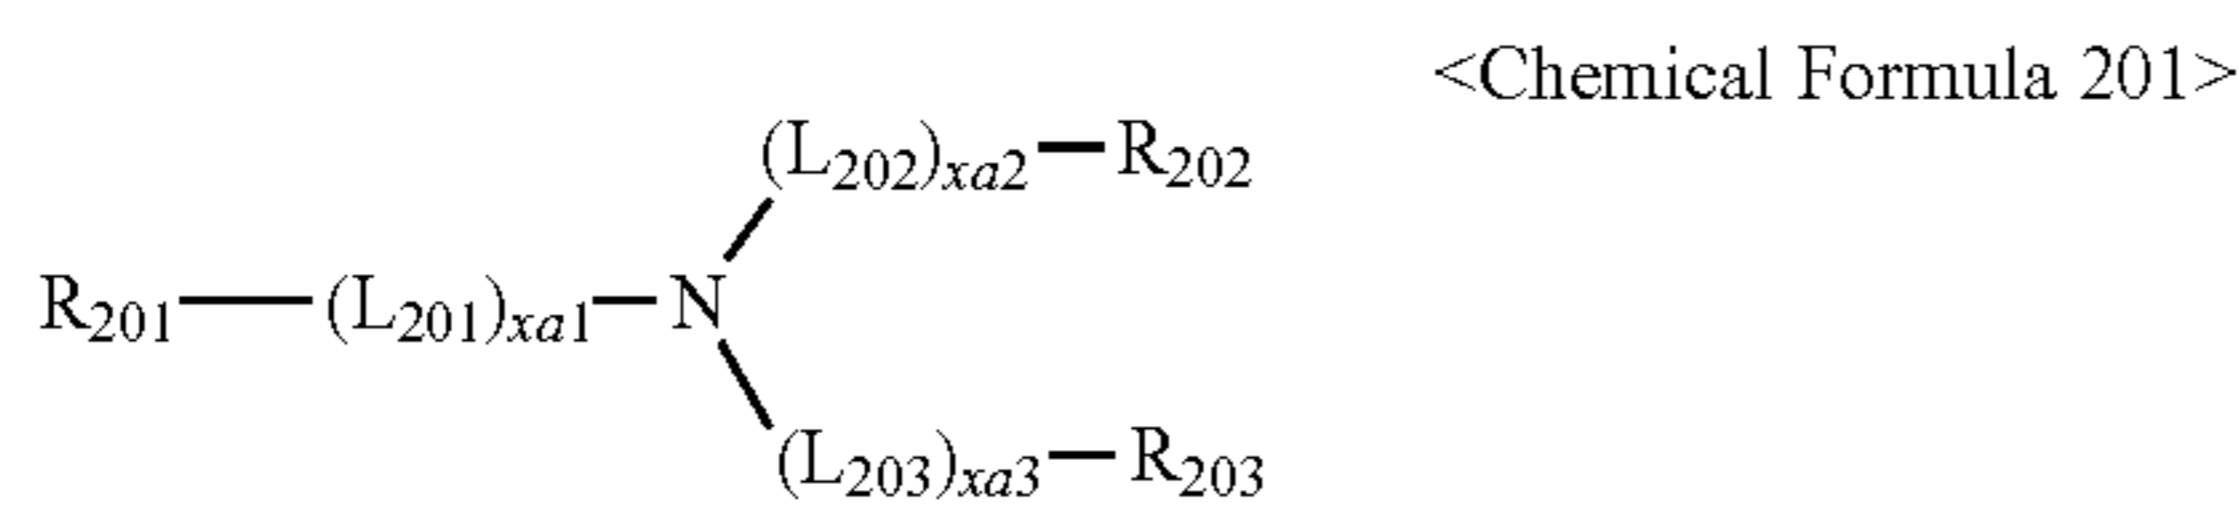 <Chemical Formula 201>
(L202)xa2—R202
R201—(L201)xa1—N
(L203)xa3—R203